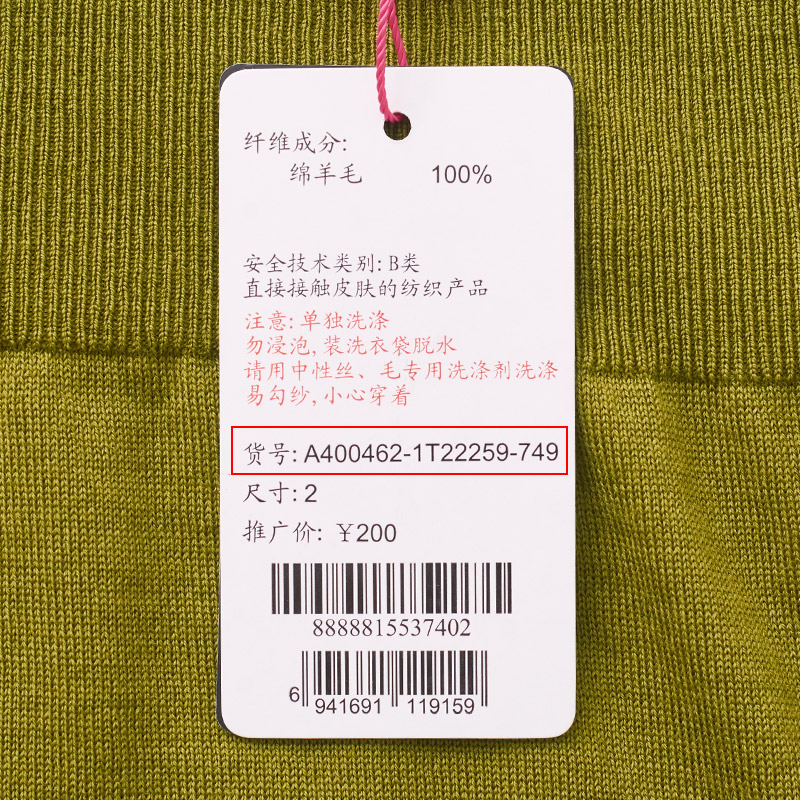 纤维成分:
绵羊毛 100%
安全技术类别: B类
直接接触皮肤的纺织产品
注意: 单独洗涤
勿浸泡, 装洗衣袋脱水
请用中性丝、毛专用洗涤剂洗涤
易勾纱, 小心穿着
货号: A400462-1T22259-749
尺寸: 2
推广价: ￥200
8888815537402
6 941691 119159